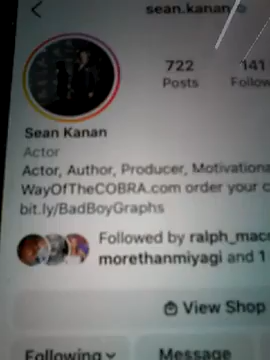 sean.kanan
722 141
Posts Follow
Sean Kanan
Actor
Actor, Author, Producer, Motivationa
WayOfTheCOBRA.com order your c
bit.ly/BadBoyGraphs
Followed by ralph_macc
morethanmiyagi and 1
View Shop
Following Message